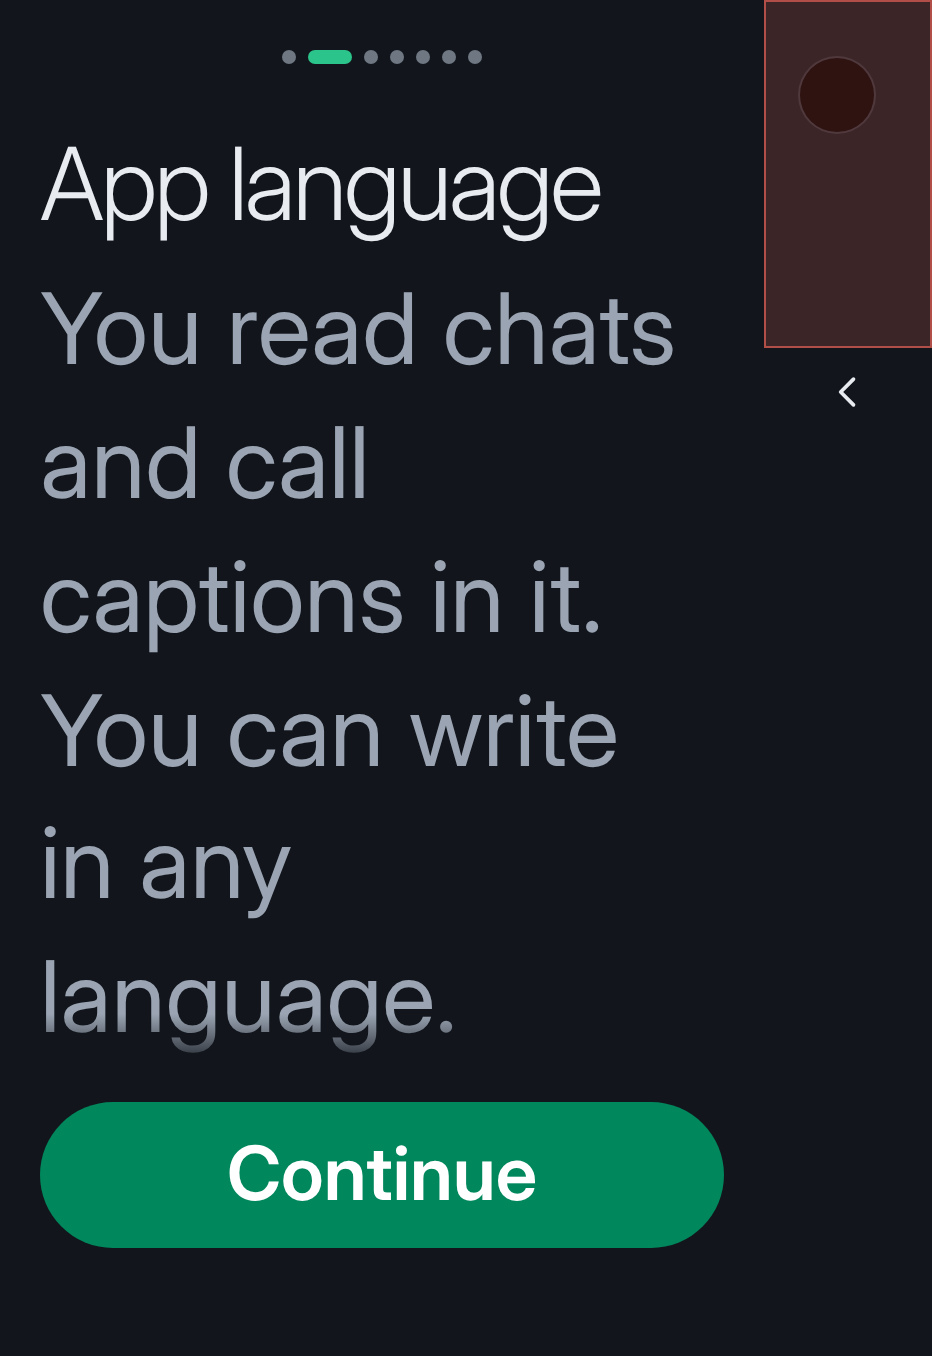 App language
You read chats
and call
captions in it.
You can write
in any
language.
Continue